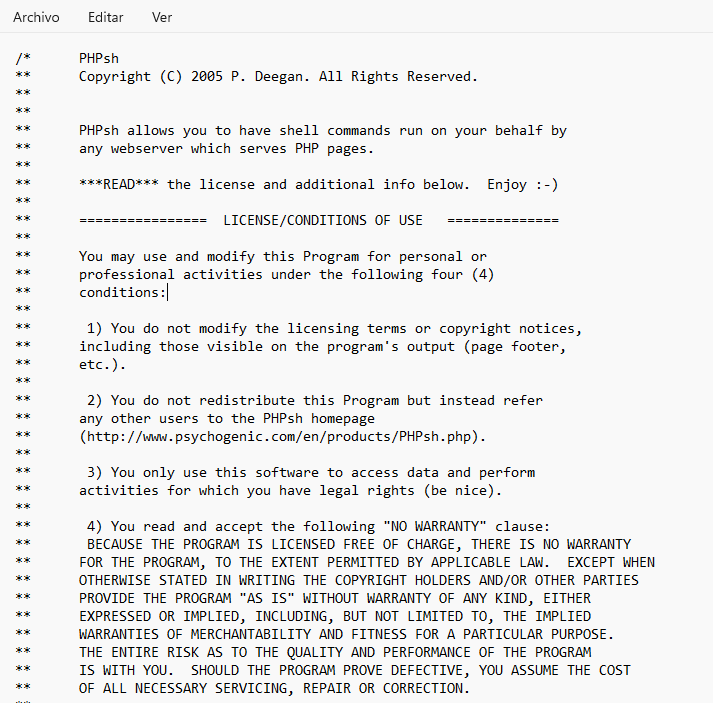 Archivo Editar Ver
/* PHPsh
** Copyright (C) 2005 P. Deegan. All Rights Reserved.
**
**
** PHPsh allows you to have shell commands run on your behalf by
** any webserver which serves PHP pages.
**
** ***READ*** the license and additional info below.  Enjoy :-)
**
** ================  LICENSE/CONDITIONS OF USE   ==============
**
** You may use and modify this Program for personal or
** professional activities under the following four (4)
** conditions:
**
**  1) You do not modify the licensing terms or copyright notices,
** including those visible on the program's output (page footer,
** etc.).
**
**  2) You do not redistribute this Program but instead refer
** any other users to the PHPsh homepage
** (http://www.psychogenic.com/en/products/PHPsh.php).
**
**  3) You only use this software to access data and perform
** activities for which you have legal rights (be nice).
**
**  4) You read and accept the following "NO WARRANTY" clause:
**  BECAUSE THE PROGRAM IS LICENSED FREE OF CHARGE, THERE IS NO WARRANTY
** FOR THE PROGRAM, TO THE EXTENT PERMITTED BY APPLICABLE LAW.  EXCEPT WHEN
** OTHERWISE STATED IN WRITING THE COPYRIGHT HOLDERS AND/OR OTHER PARTIES
** PROVIDE THE PROGRAM "AS IS" WITHOUT WARRANTY OF ANY KIND, EITHER
** EXPRESSED OR IMPLIED, INCLUDING, BUT NOT LIMITED TO, THE IMPLIED
** WARRANTIES OF MERCHANTABILITY AND FITNESS FOR A PARTICULAR PURPOSE.
** THE ENTIRE RISK AS TO THE QUALITY AND PERFORMANCE OF THE PROGRAM
** IS WITH YOU.  SHOULD THE PROGRAM PROVE DEFECTIVE, YOU ASSUME THE COST
** OF ALL NECESSARY SERVICING, REPAIR OR CORRECTION.
**